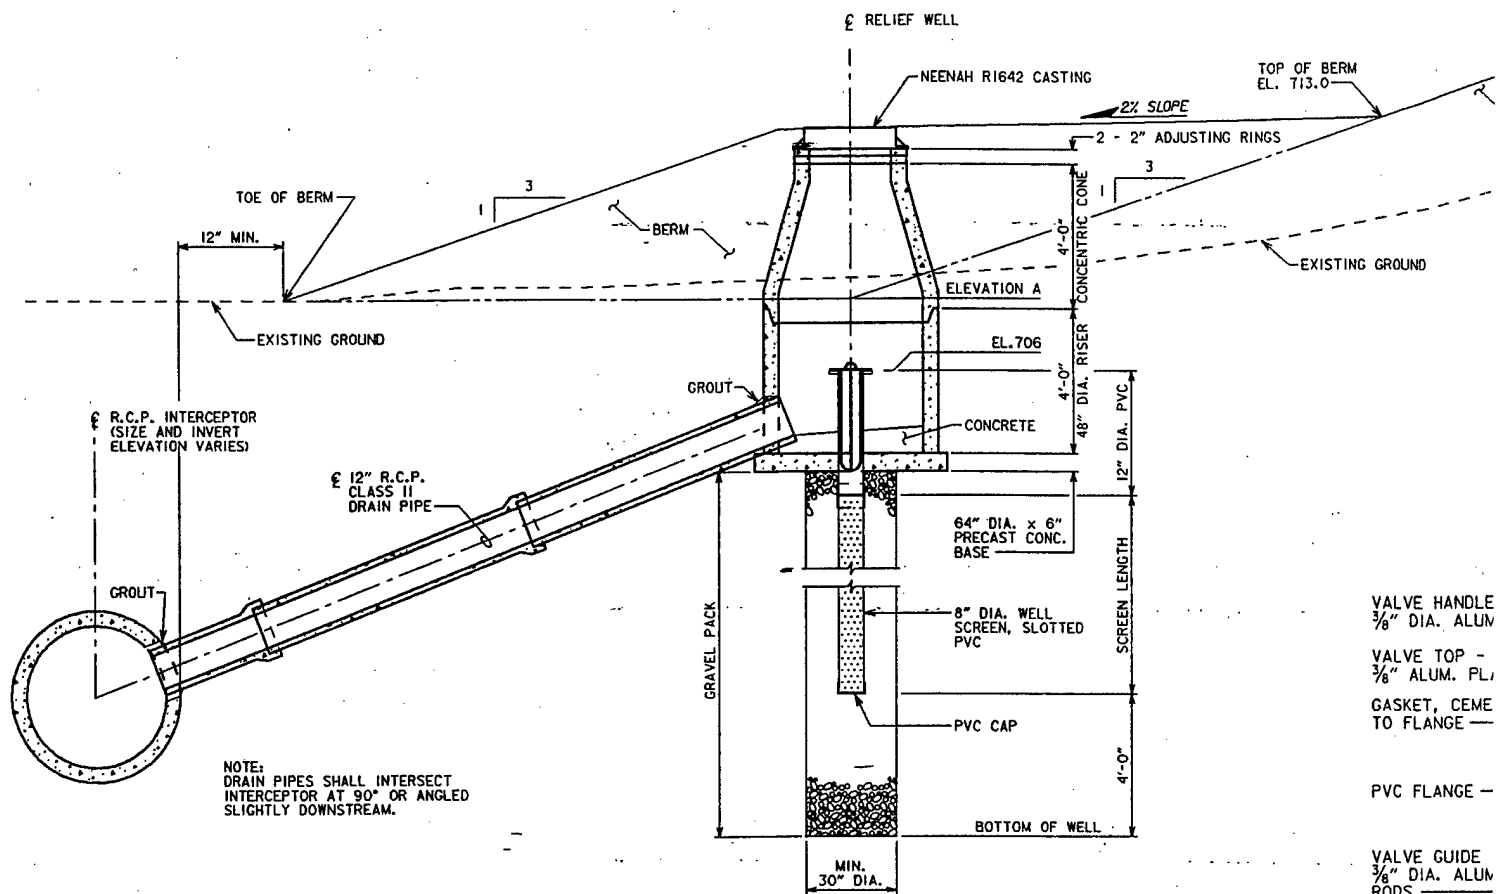 ℄ RELIEF WELL
NEENAH R1642 CASTING
TOP OF BERM
EL. 713.0
2% SLOPE
2 - 2" ADJUSTING RINGS
3
1
3
1
TOE OF BERM
12" MIN.
BERM
4'-0"
CONCENTRIC CONE
EXISTING GROUND
ELEVATION A
EXISTING GROUND
EL.706
4'-0"
48" DIA. RISER
12" DIA. PVC
GROUT
℄ R.C.P. INTERCEPTOR
(SIZE AND INVERT
ELEVATION VARIES)
CONCRETE
℄ 12" R.C.P.
CLASS II
DRAIN PIPE
64" DIA. x 6"
PRECAST CONC.
BASE
SCREEN LENGTH
GROUT
GRAVEL PACK
8" DIA. WELL
SCREEN, SLOTTED
PVC
PVC CAP
4'-0"
NOTE:
DRAIN PIPES SHALL INTERSECT
INTERCEPTOR AT 90° OR ANGLED
SLIGHTLY DOWNSTREAM.
BOTTOM OF WELL
MIN.
30" DIA.
VALVE HANDLE
3/8" DIA. ALUM
VALVE TOP -
3/8" ALUM.
GASKET, CEME
TO FLANGE
PVC FLANGE
VALVE GUIDE
3/8" DIA. ALUM
RODS